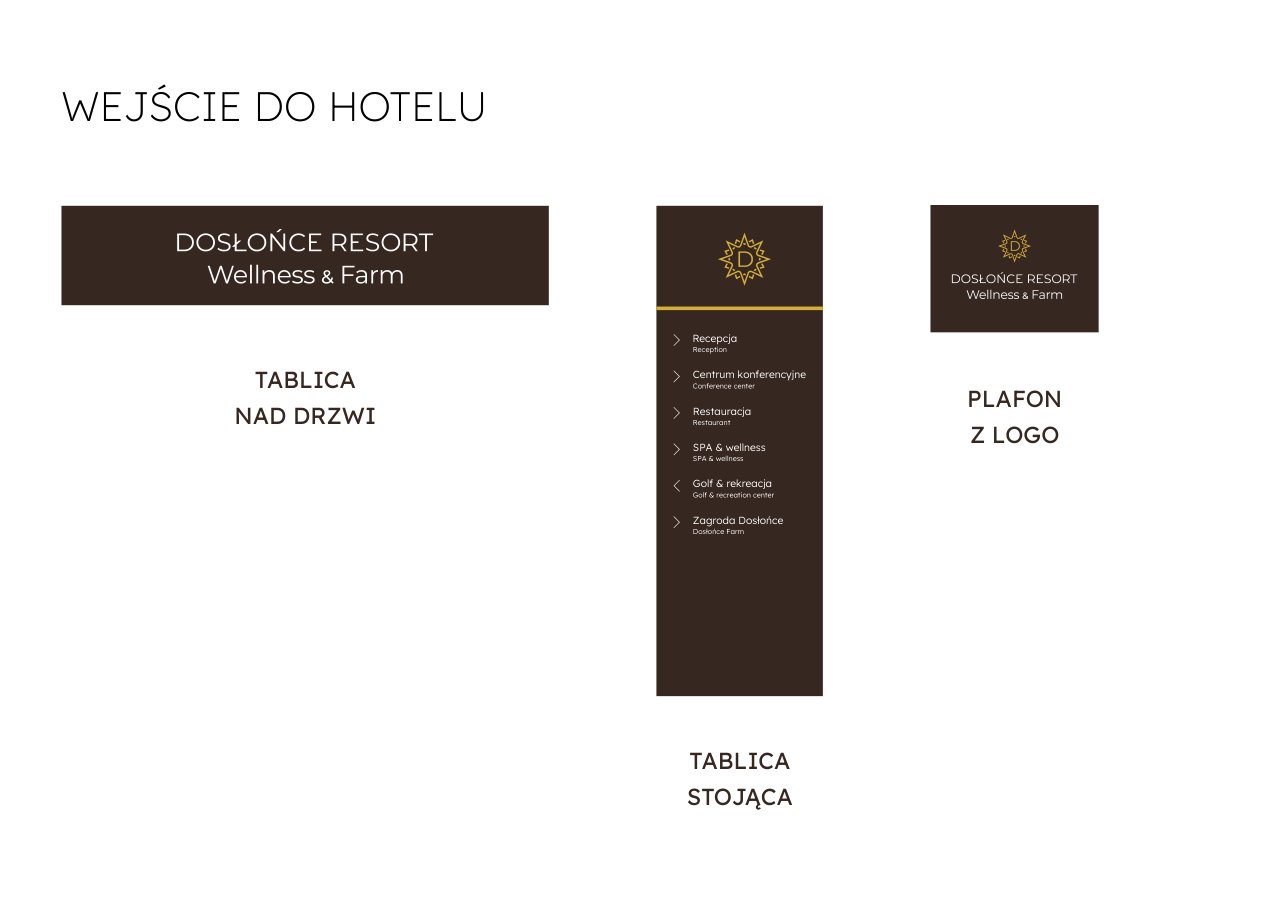 WEJŚCIE DO HOTELU
DOSŁOŃCE RESORT
Wellness & Farm
TABLICA
NAD DRZWI
D
Recepcja
Reception
Centrum konferencyjne
Conference center
Restauracja
Restaurant
SPA & wellness
SPA & wellness
Golf & rekreacja
Golf & recreation center
Zagroda Dosłońce
Dosłońce Farm
TABLICA
STOJĄCA
D
DOSŁOŃCE RESORT
Wellness & Farm
PLAFON
Z LOGO